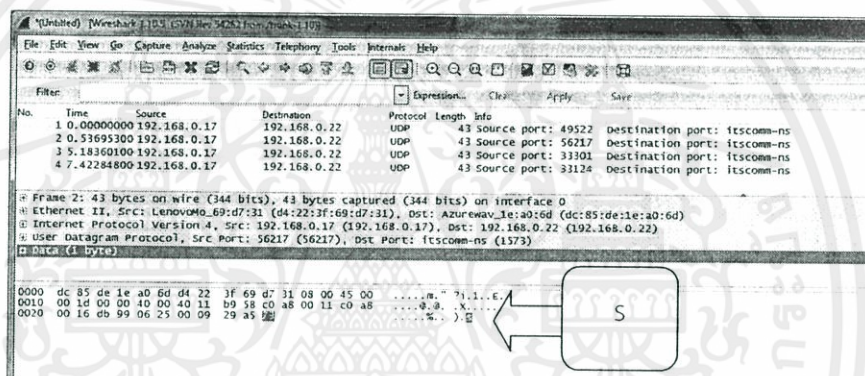 *(Untitled) [Wireshark 1.10.5 (SVN Rev 54262 from /trunk-1.10)]
File Edit View Go Capture Analyze Statistics Telephony Tools Internals Help
Filter: Expression... Clear Apply Save
No. Time Source Destination Protocol Length Info
1 0.00000000 192.168.0.17 192.168.0.22 UDP 43 Source port: 49522 Destination port: itscomm-ns
2 0.53695300 192.168.0.17 192.168.0.22 UDP 43 Source port: 56217 Destination port: itscomm-ns
3 5.18360100 192.168.0.17 192.168.0.22 UDP 43 Source port: 33301 Destination port: itscomm-ns
4 7.42284800 192.168.0.17 192.168.0.22 UDP 43 Source port: 33124 Destination port: itscomm-ns
Frame 2: 43 bytes on wire (344 bits), 43 bytes captured (344 bits) on interface 0
Ethernet II, Src: LenovoMo_69:d7:31 (d4:22:3f:69:d7:31), Dst: Azurewav_1e:a0:6d (dc:85:de:1e:a0:6d)
Internet Protocol Version 4, Src: 192.168.0.17 (192.168.0.17), Dst: 192.168.0.22 (192.168.0.22)
User Datagram Protocol, Src Port: 56217 (56217), Dst Port: itscomm-ns (1573)
Data (1 byte)
0000 dc 85 de 1e a0 6d d4 22 3f 69 d7 31 08 00 45 00 .....m." ?i.1..E.
0010 00 1d 00 00 40 00 40 11 b9 58 c0 a8 00 11 c0 a8 ....@.@. .X......
0020 00 16 db 99 06 25 00 09 29 a5 .....%.. ).
S